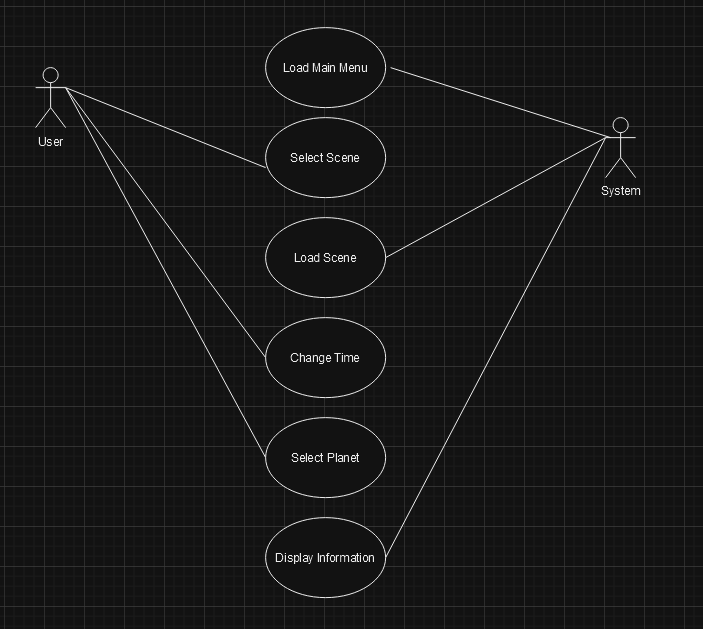 Load Main Menu
User
Select Scene
System
Load Scene
Change Time
Select Planet
Display Information